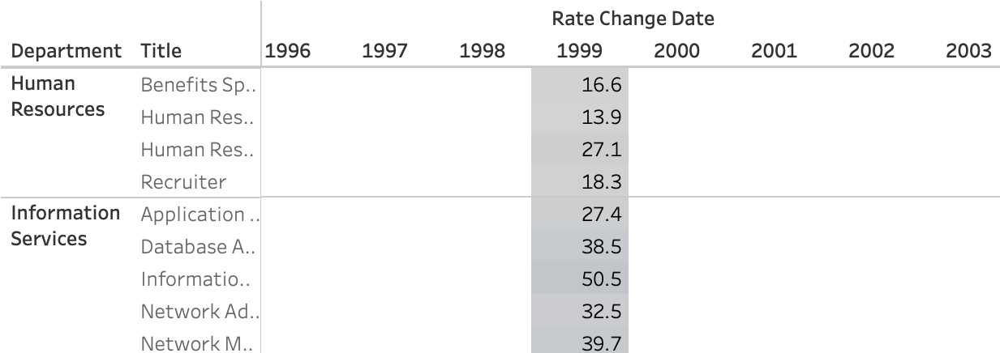 Rate Change Date
Department Title 1996 1997 1998 1999 2000 2001 2002 2003
Human Resources Benefits Sp.. 16.6
Human Res.. 13.9
Human Res.. 27.1
Recruiter 18.3
Information Services Application .. 27.4
Database A.. 38.5
Informatio.. 50.5
Network Ad.. 32.5
Network M.. 39.7